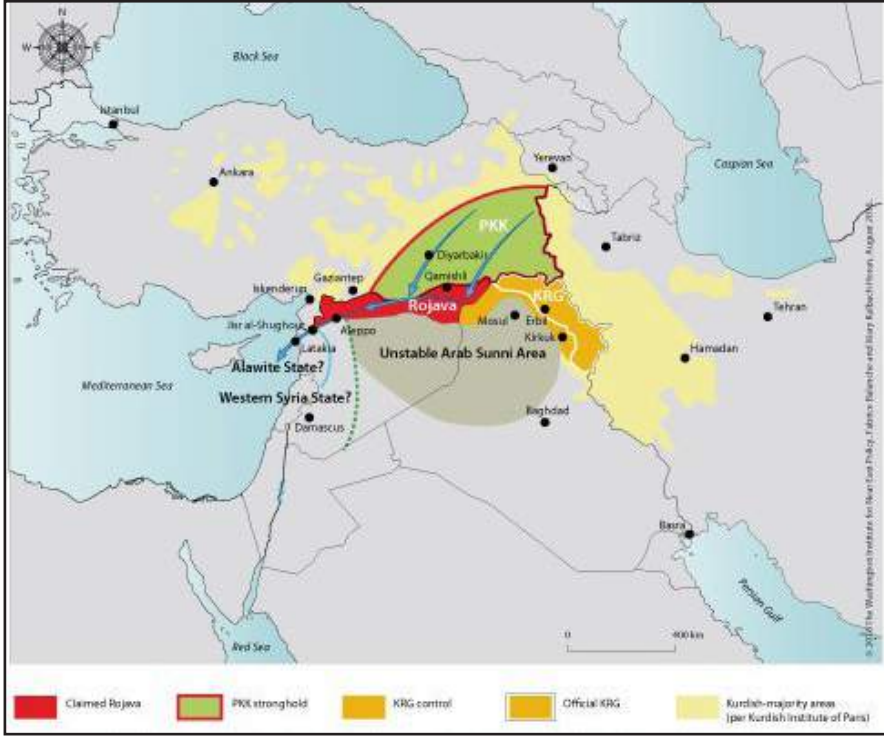 N
W
E
S
Black Sea
Istanbul
Ankara
Yerevan
Caspian Sea
PKK
Tabriz
Diyarbakir
Gaziantep
Qamishli
Iskenderun
KRG
Rojava
Tehran
Jisr al-Shughour
Aleppo
Mosul
Erbil
Kirkuk
Latakia
Unstable Arab Sunni Area
Hamadan
Alawite State?
Mediterranean Sea
Western Syria State?
Baghdad
Damascus
Basra
Persian Gulf
Red Sea
0 400 km
Claimed Rojava
PKK stronghold
KRG control
Official KRG
Kurdish-majority areas
(per Kurdish Institute of Paris)